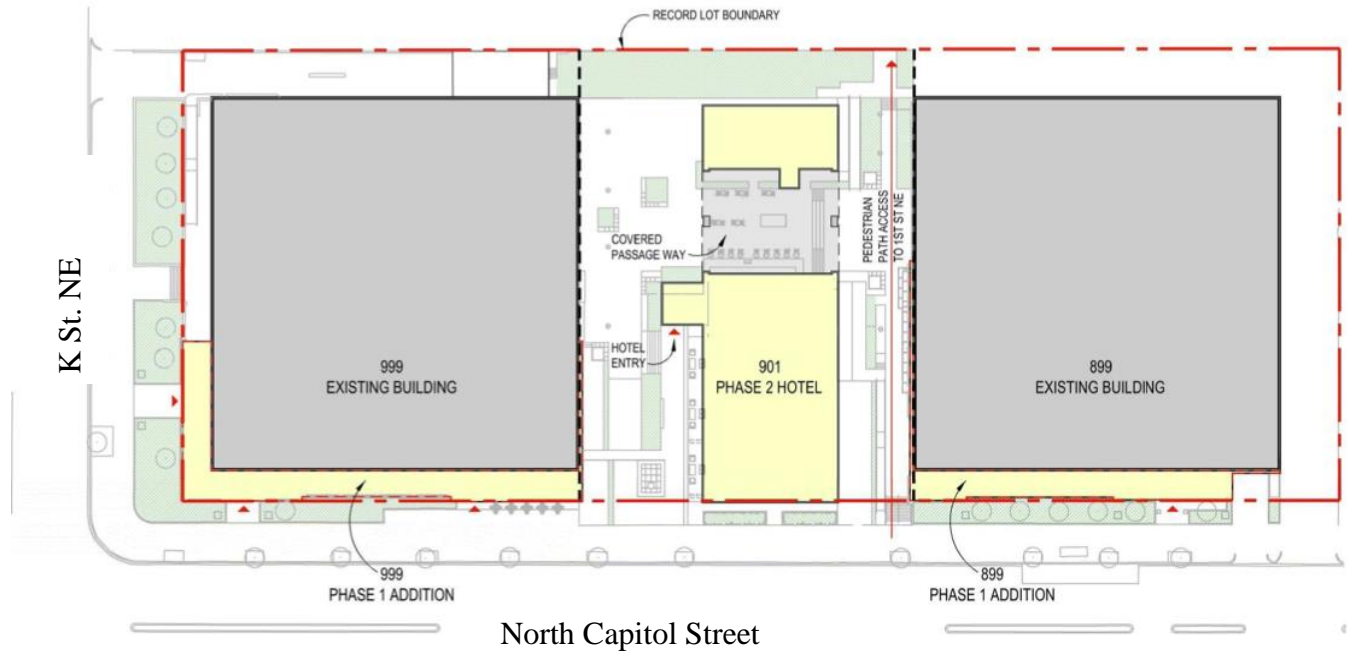 RECORD LOT BOUNDARY
K St. NE
COVERED
PASSAGE WAY
PEDESTRIAN
PATH ACCESS
TO 1ST ST NE
HOTEL
ENTRY
999
EXISTING BUILDING
901
PHASE 2 HOTEL
899
EXISTING BUILDING
999
PHASE 1 ADDITION
899
PHASE 1 ADDITION
North Capitol Street